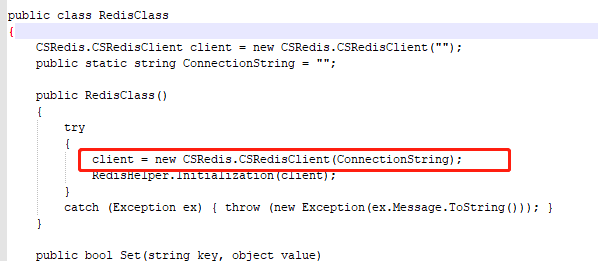 public class RedisClass
{
CSRedis.CSRedisClient client = new CSRedis.CSRedisClient("");
public static string ConnectionString = "";
public RedisClass()
{
try
{
client = new CSRedis.CSRedisClient(ConnectionString);
RedisHelper.Initialization(client);
}
catch (Exception ex) { throw (new Exception(ex.Message.ToString())); }
}
public bool Set(string key, object value)